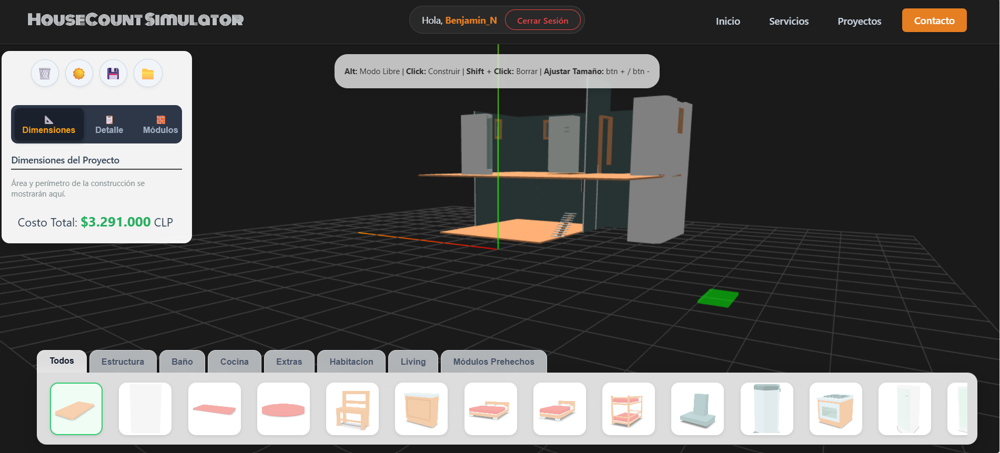 HouseCount Simulator
Hola, Benjamin_N
Cerrar Sesión
Inicio
Servicios
Proyectos
Contacto
Alt: Modo Libre | Click: Construir | Shift + Click: Borrar | Ajustar Tamaño: btn + / btn -
Dimensiones
Detalle
Módulos
Dimensiones del Proyecto
Área y perímetro de la construcción se
mostrarán aquí.
Costo Total: $3.291.000 CLP
Todos
Estructura
Baño
Cocina
Extras
Habitacion
Living
Módulos Prehechos